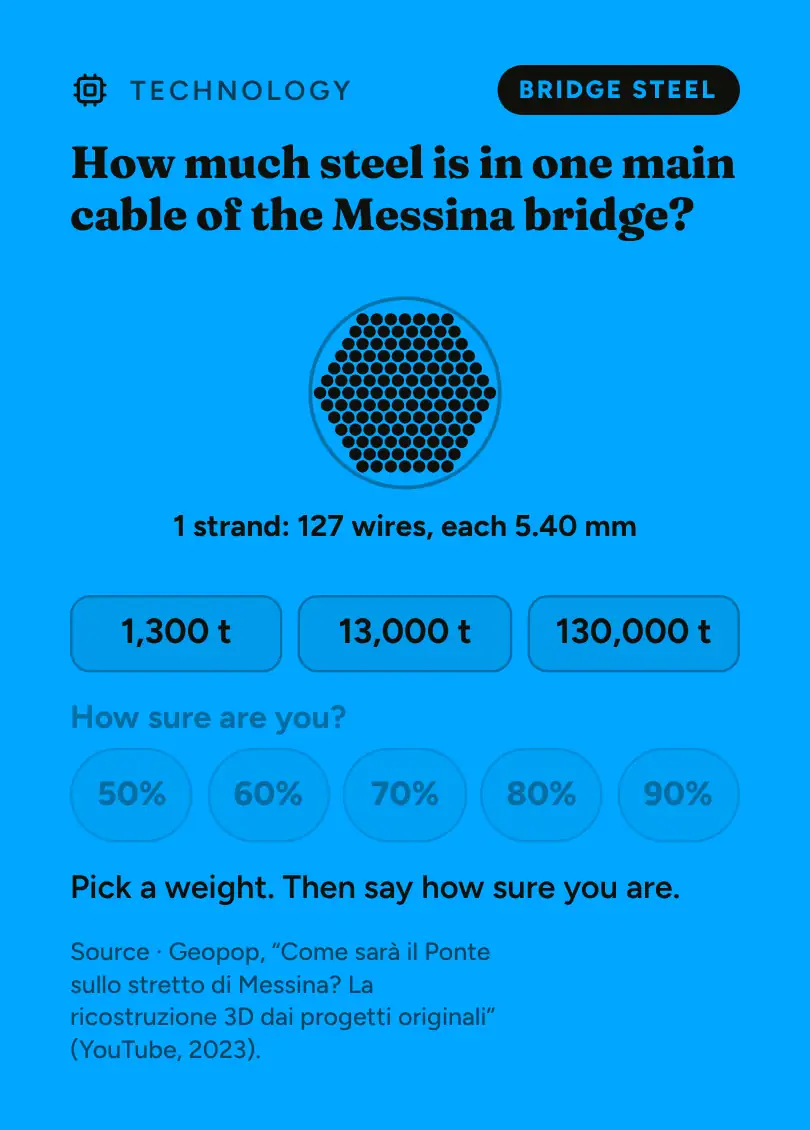 TECHNOLOGY
BRIDGE STEEL
How much steel is in one main
cable of the Messina bridge?
1 strand: 127 wires, each 5.40 mm
1,300 t
13,000 t
130,000 t
How sure are you?
50%
60%
70%
80%
90%
Pick a weight. Then say how sure you are.
Source · Geopop, “Come sarà il Ponte
sullo stretto di Messina? La
ricostruzione 3D dai progetti originali”
(YouTube, 2023).